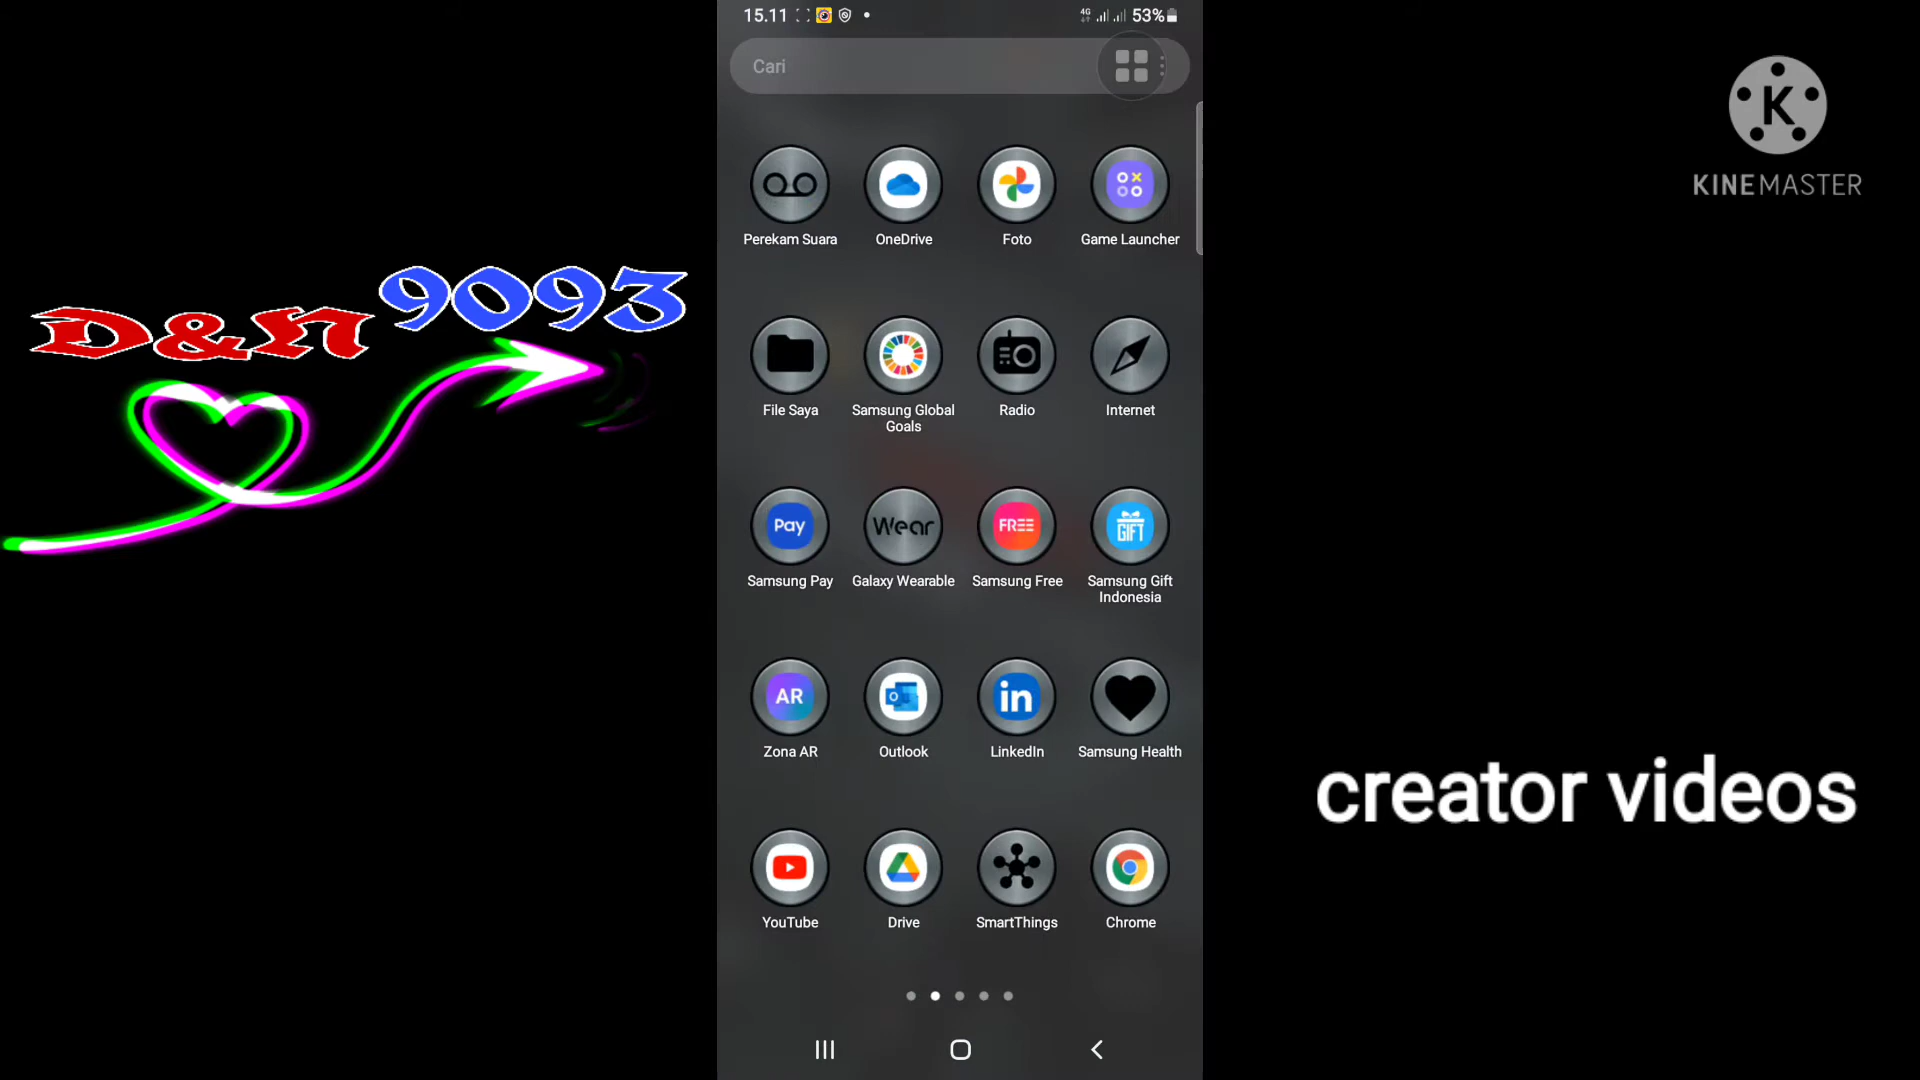 15.11
4G
53%
Cari
K
KINEMASTER
D&N 9093
Perekam Suara
OneDrive
Foto
Game Launcher
File Saya
Samsung Global
Goals
Radio
Internet
Pay
Wear
FREE
GIFT
Samsung Pay
Galaxy Wearable
Samsung Free
Samsung Gift
Indonesia
AR
in
Zona AR
Outlook
LinkedIn
Samsung Health
creator videos
YouTube
Drive
SmartThings
Chrome